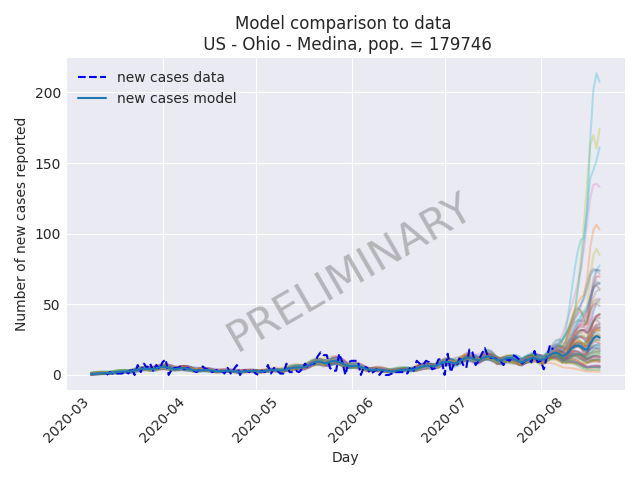 Model comparison to data
US - Ohio - Medina, pop. = 179746
new cases data
new cases model
Number of new cases reported
200
150
100
50
0
PRELIMINARY
2020-03
2020-04
2020-05
2020-06
2020-07
2020-08
Day